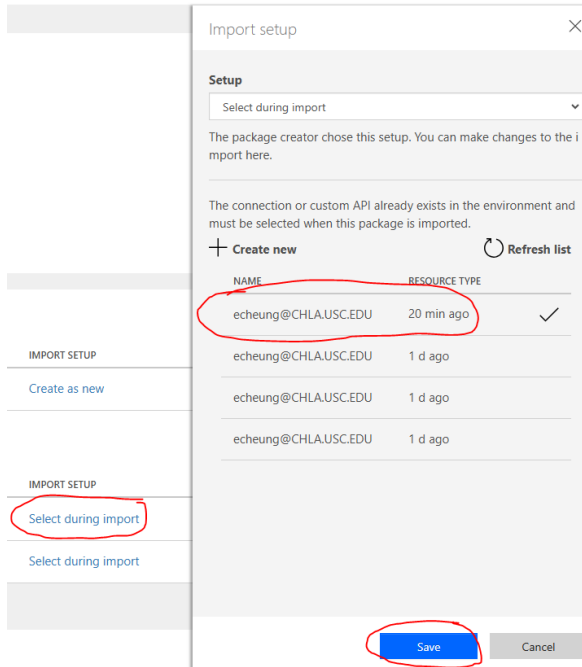 Import setup
Setup
Select during import
The package creator chose this setup. You can make changes to the i
mport here.
The connection or custom API already exists in the environment and
must be selected when this package is imported.
Create new
Refresh list
NAME RESOURCE TYPE
echeung@CHLA.USC.EDU 20 min ago
echeung@CHLA.USC.EDU 1 d ago
echeung@CHLA.USC.EDU 1 d ago
echeung@CHLA.USC.EDU 1 d ago
IMPORT SETUP
Create as new
IMPORT SETUP
Select during import
Select during import
Save Cancel